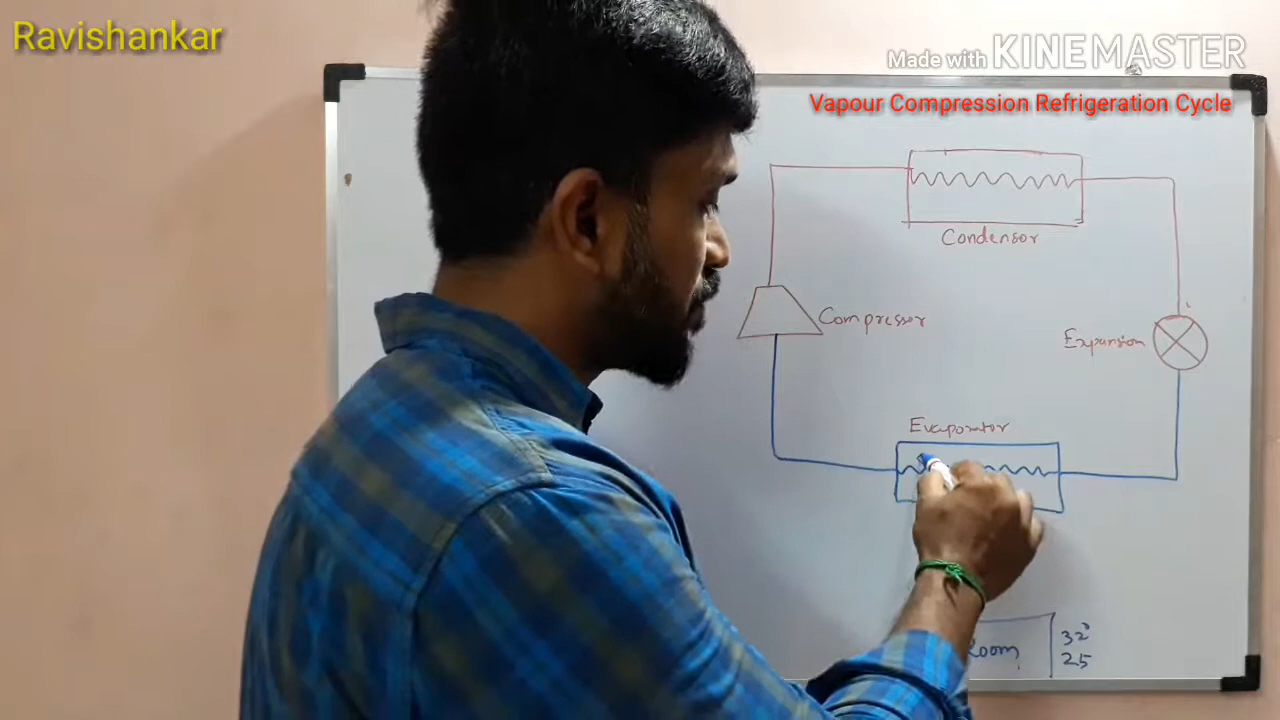 Ravishankar
Made with KINEMASTER
Vapour Compression Refrigeration Cycle
Condensor
Compressor
Expansion
Evaporator
32°
Room
25